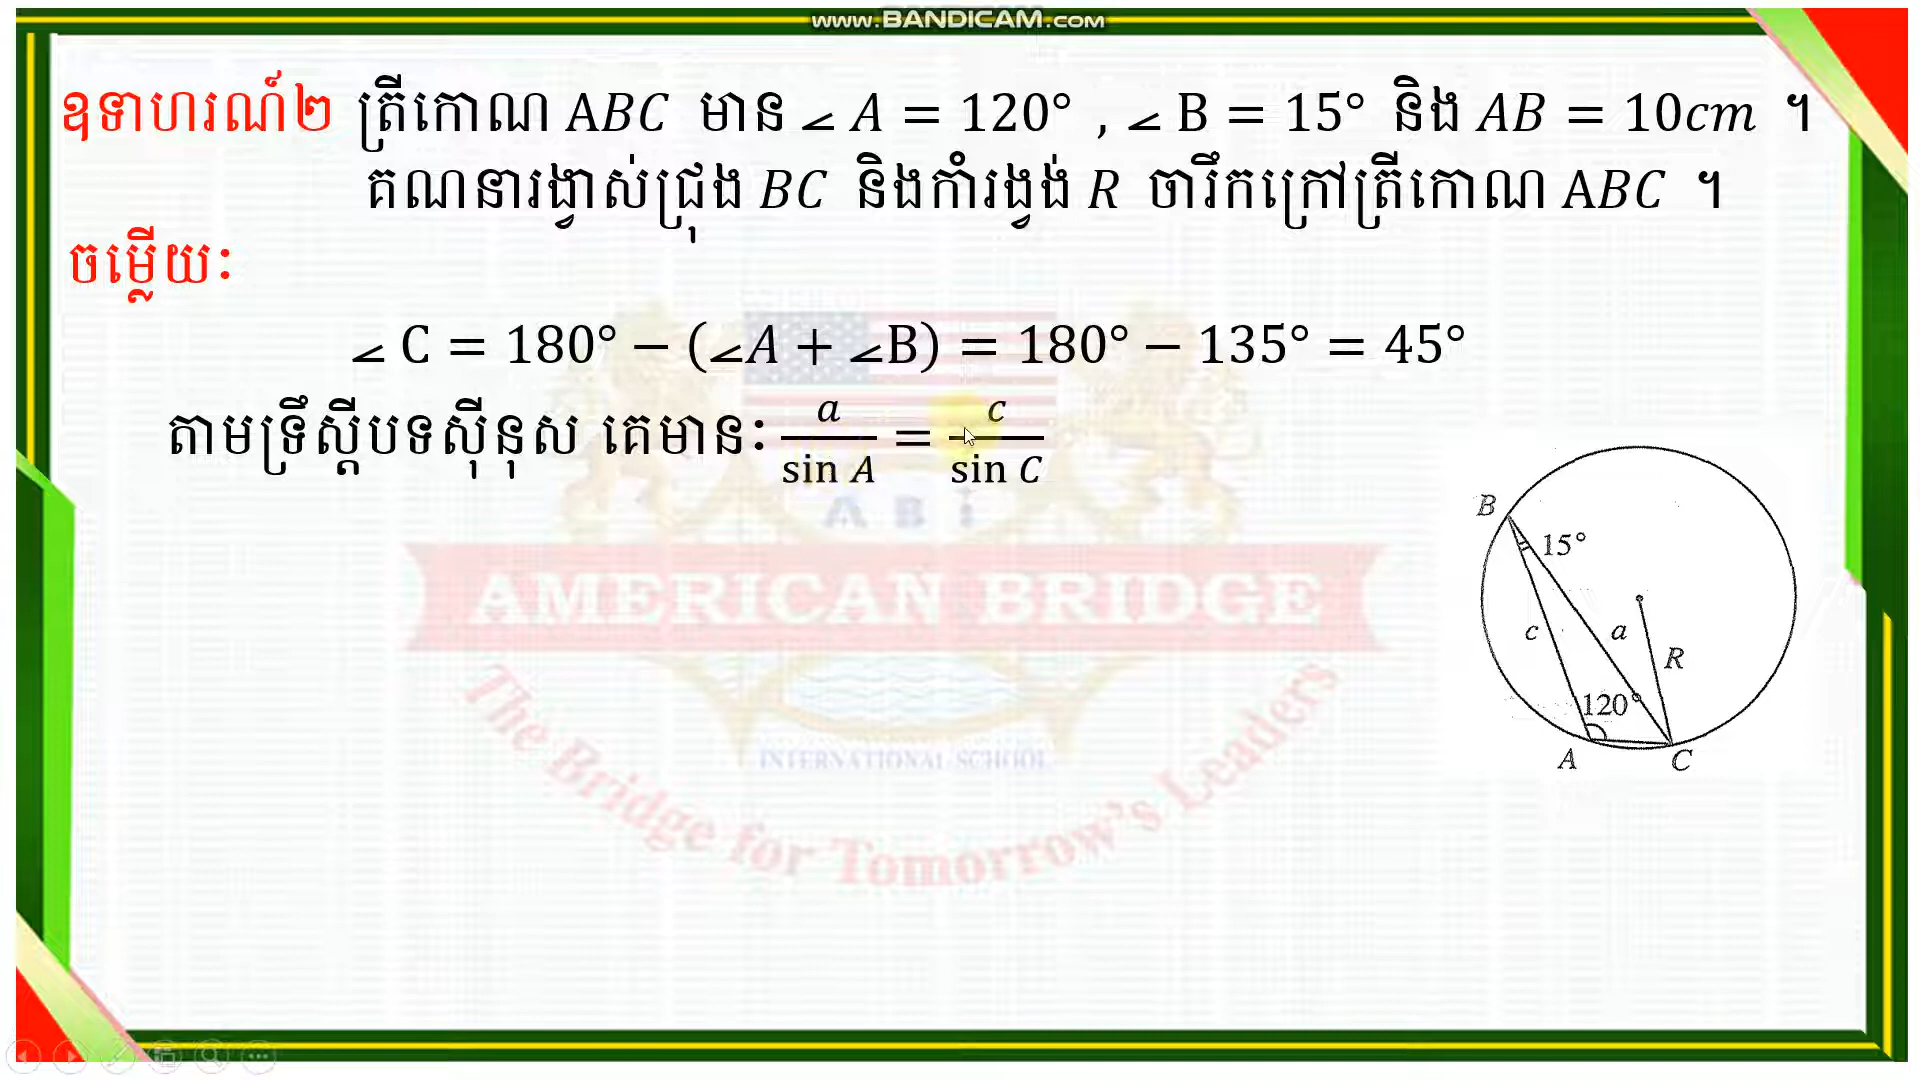 www.BANDICAM.com
ឧទាហរណ៍២ ត្រីកោណ ABC មាន ∠ A = 120° , ∠ B = 15° និង AB = 10cm ។
គណនារង្វាស់ជ្រុង BC និងកាំរង្វង់ R ចារឹកក្រៅត្រីកោណ ABC ។
ចម្លើយៈ
∠ C = 180° − (∠A + ∠B) = 180° − 135° = 45°
តាមទ្រឹស្តីបទស៊ីនុស គេមានៈ a/sin A = c/sin C
A B I
AMERICAN BRIDGE
INTERNATIONAL SCHOOL
The Bridge for Tomorrow's Leaders
B
15°
c
a
R
120°
A
C